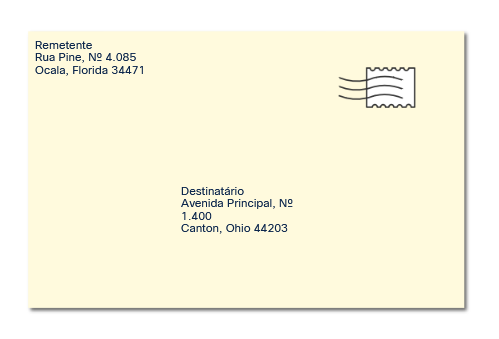 Remetente
Rua Pine, Nº 4.085
Ocala, Florida 34471
Destinatário
Avenida Principal, Nº
1.400
Canton, Ohio 44203